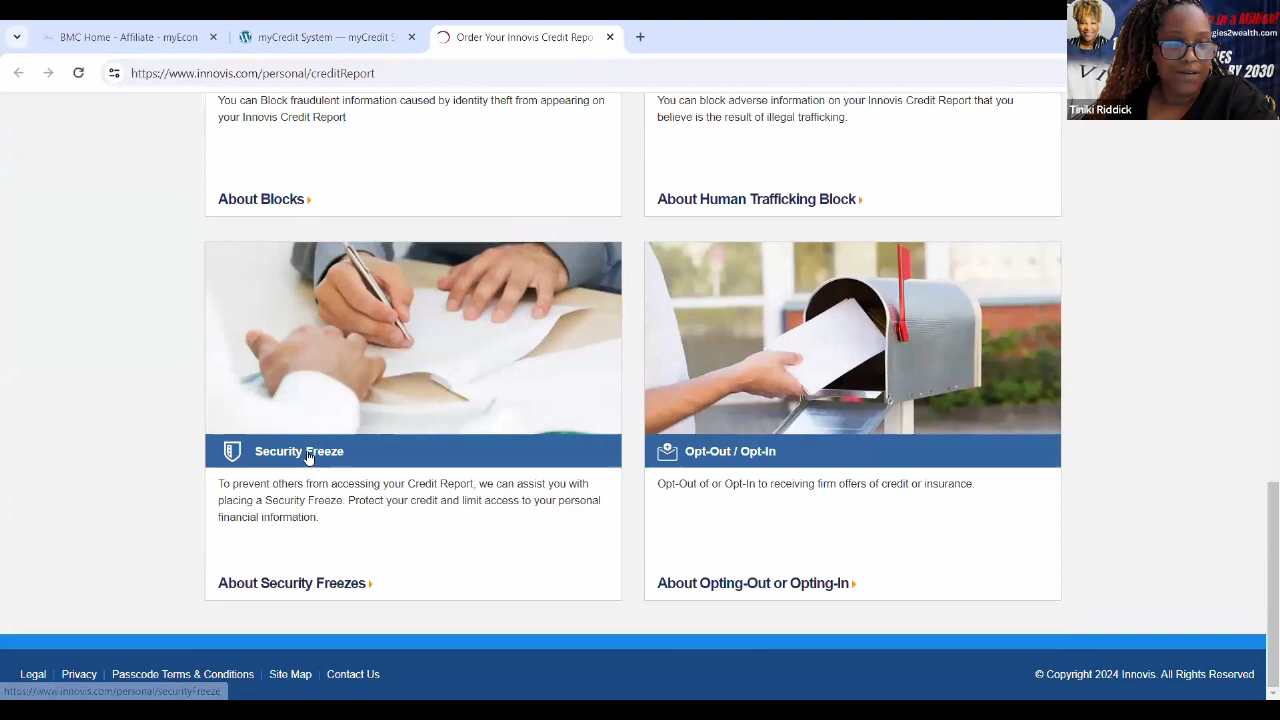 BMC Home - Affiliate - myEcon
myCredit System — myCredit S
Order Your Innovis Credit Repo
https://www.innovis.com/personal/creditReport
in a Million!
gies2wealth.com
BY 2030
Tiniki Riddick
You can Block fraudulent information caused by identity theft from appearing on
your Innovis Credit Report
About Blocks
You can block adverse information on your Innovis Credit Report that you
believe is the result of illegal trafficking.
About Human Trafficking Block
Security Freeze
To prevent others from accessing your Credit Report, we can assist you with
placing a Security Freeze. Protect your credit and limit access to your personal
financial information.
About Security Freezes
Opt-Out / Opt-In
Opt-Out of or Opt-In to receiving firm offers of credit or insurance.
About Opting-Out or Opting-In
Legal | Privacy | Passcode Terms & Conditions | Site Map | Contact Us
© Copyright 2024 Innovis. All Rights Reserved
https://www.innovis.com/personal/securityFreeze